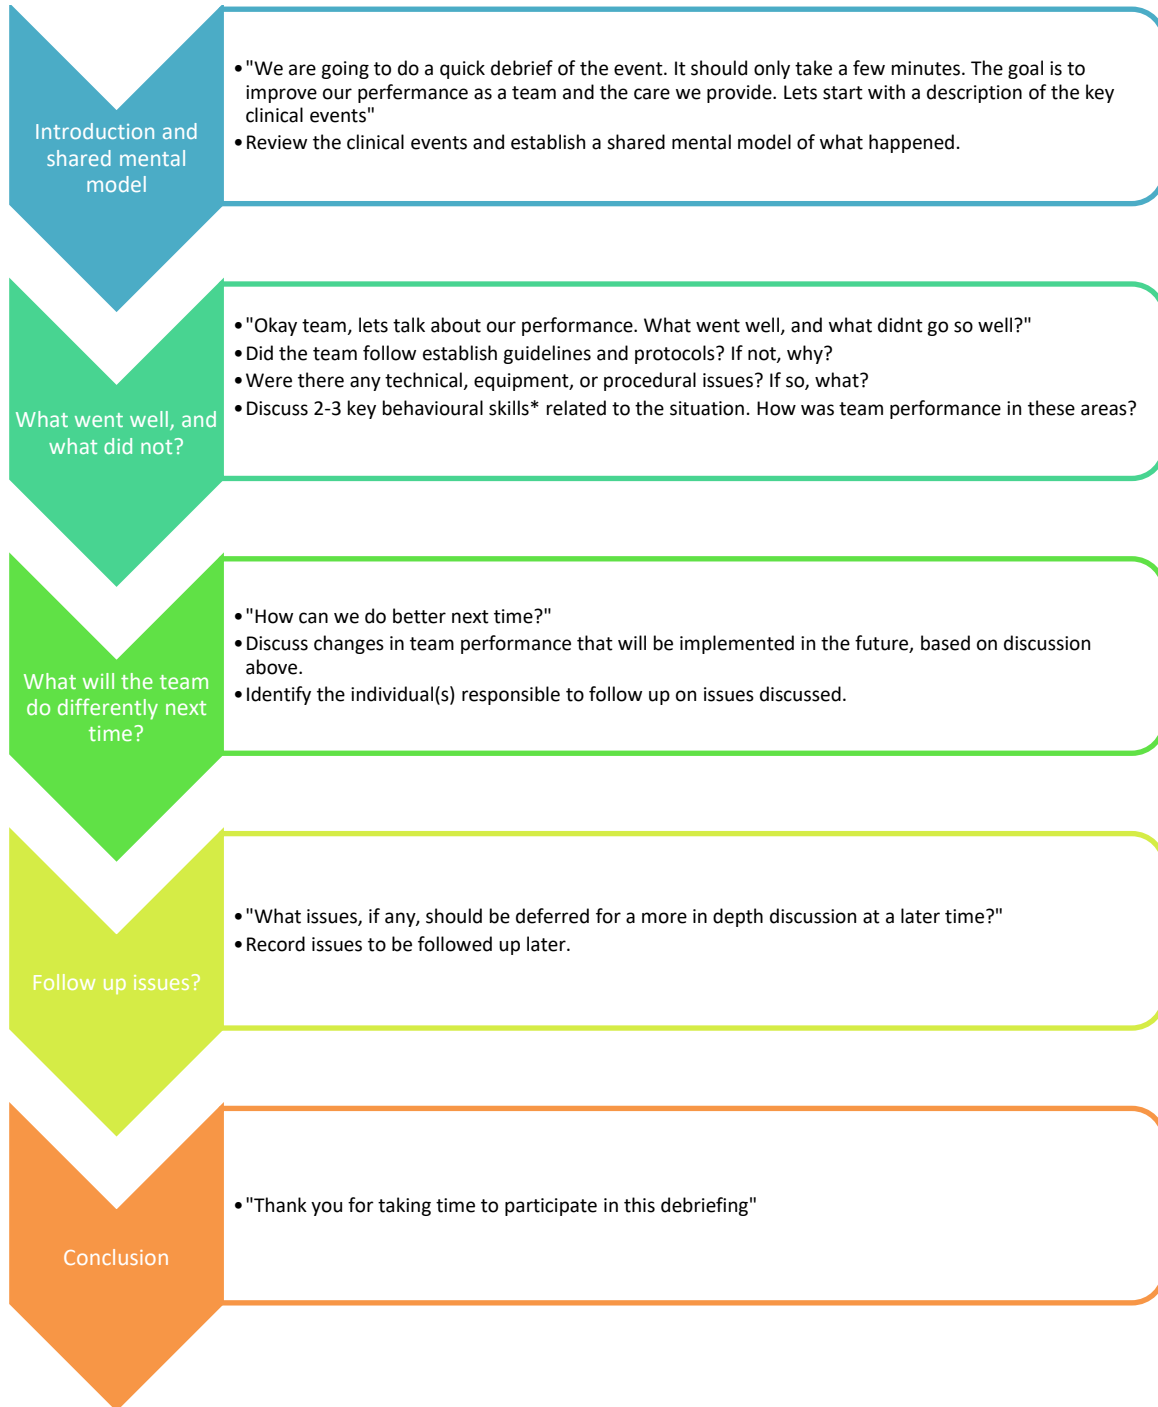 Introduction and
shared mental
model
•"We are going to do a quick debrief of the event. It should only take a few minutes. The goal is to
improve our perfermance as a team and the care we provide. Lets start with a description of the key
clinical events"
•Review the clinical events and establish a shared mental model of what happened.
What went well, and
what did not?
•"Okay team, lets talk about our performance. What went well, and what didnt go so well?"
•Did the team follow establish guidelines and protocols? If not, why?
•Were there any technical, equipment, or procedural issues? If so, what?
•Discuss 2-3 key behavioural skills* related to the situation. How was team performance in these areas?
What will the team
do differently next
time?
•"How can we do better next time?"
•Discuss changes in team performance that will be implemented in the future, based on discussion
above.
•Identify the individual(s) responsible to follow up on issues discussed.
Follow up issues?
•"What issues, if any, should be deferred for a more in depth discussion at a later time?"
•Record issues to be followed up later.
Conclusion
•"Thank you for taking time to participate in this debriefing"